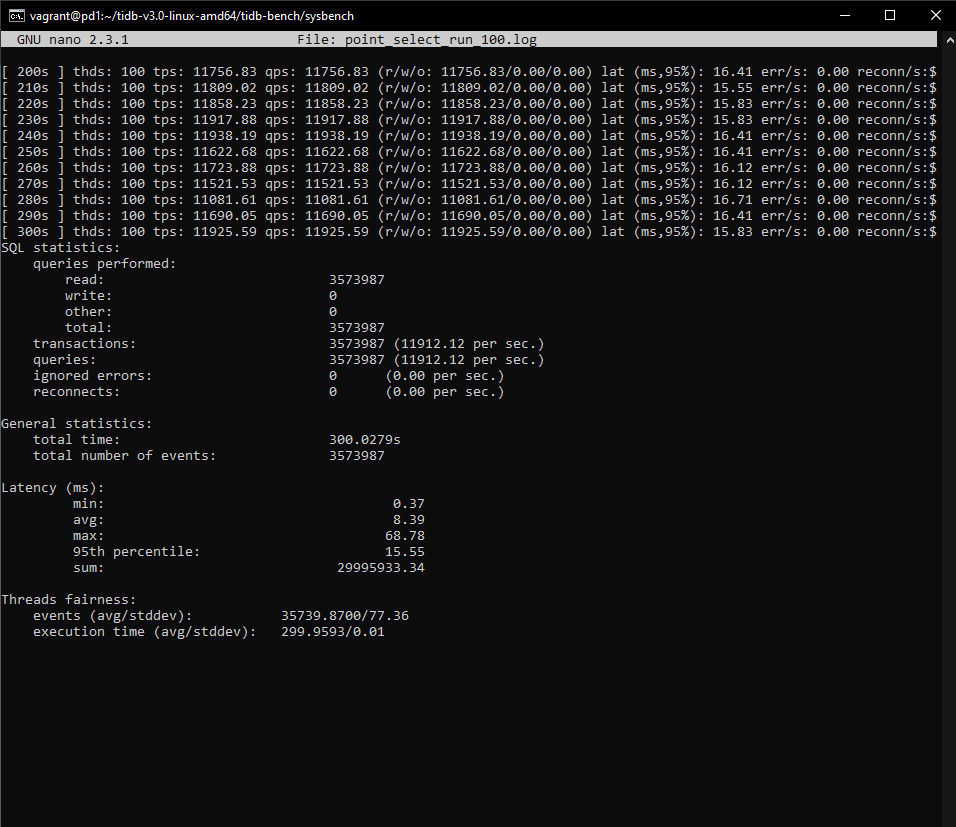 vagrant@pd1:~/tidb-v3.0-linux-amd64/tidb-bench/sysbench
GNU nano 2.3.1 File: point_select_run_100.log
[ 200s ] thds: 100 tps: 11756.83 qps: 11756.83 (r/w/o: 11756.83/0.00/0.00) lat (ms,95%): 16.41 err/s: 0.00 reconn/s:$
[ 210s ] thds: 100 tps: 11809.02 qps: 11809.02 (r/w/o: 11809.02/0.00/0.00) lat (ms,95%): 15.55 err/s: 0.00 reconn/s:$
[ 220s ] thds: 100 tps: 11858.23 qps: 11858.23 (r/w/o: 11858.23/0.00/0.00) lat (ms,95%): 15.83 err/s: 0.00 reconn/s:$
[ 230s ] thds: 100 tps: 11917.88 qps: 11917.88 (r/w/o: 11917.88/0.00/0.00) lat (ms,95%): 15.83 err/s: 0.00 reconn/s:$
[ 240s ] thds: 100 tps: 11938.19 qps: 11938.19 (r/w/o: 11938.19/0.00/0.00) lat (ms,95%): 16.41 err/s: 0.00 reconn/s:$
[ 250s ] thds: 100 tps: 11622.68 qps: 11622.68 (r/w/o: 11622.68/0.00/0.00) lat (ms,95%): 16.41 err/s: 0.00 reconn/s:$
[ 260s ] thds: 100 tps: 11723.88 qps: 11723.88 (r/w/o: 11723.88/0.00/0.00) lat (ms,95%): 16.12 err/s: 0.00 reconn/s:$
[ 270s ] thds: 100 tps: 11521.53 qps: 11521.53 (r/w/o: 11521.53/0.00/0.00) lat (ms,95%): 16.12 err/s: 0.00 reconn/s:$
[ 280s ] thds: 100 tps: 11081.61 qps: 11081.61 (r/w/o: 11081.61/0.00/0.00) lat (ms,95%): 16.71 err/s: 0.00 reconn/s:$
[ 290s ] thds: 100 tps: 11690.05 qps: 11690.05 (r/w/o: 11690.05/0.00/0.00) lat (ms,95%): 16.41 err/s: 0.00 reconn/s:$
[ 300s ] thds: 100 tps: 11925.59 qps: 11925.59 (r/w/o: 11925.59/0.00/0.00) lat (ms,95%): 15.83 err/s: 0.00 reconn/s:$
SQL statistics:
queries performed:
read: 3573987
write: 0
other: 0
total: 3573987
transactions: 3573987 (11912.12 per sec.)
queries: 3573987 (11912.12 per sec.)
ignored errors: 0 (0.00 per sec.)
reconnects: 0 (0.00 per sec.)
General statistics:
total time: 300.0279s
total number of events: 3573987
Latency (ms):
min: 0.37
avg: 8.39
max: 68.78
95th percentile: 15.55
sum: 29995933.34
Threads fairness:
events (avg/stddev): 35739.8700/77.36
execution time (avg/stddev): 299.9593/0.01